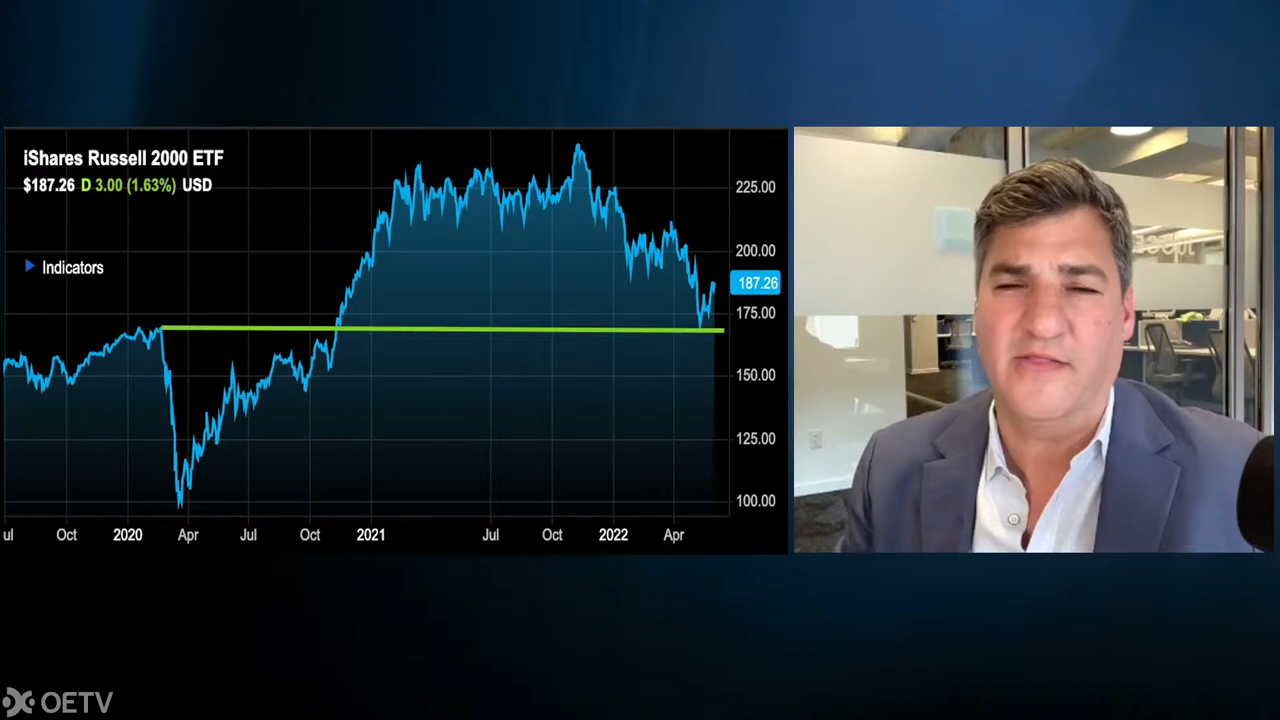 iShares Russell 2000 ETF
$187.26 D 3.00 (1.63%) USD
Indicators
225.00
200.00
187.26
175.00
150.00
125.00
100.00
Oct
2020
Apr
Jul
Oct
2021
Jul
Oct
2022
Apr
OETV